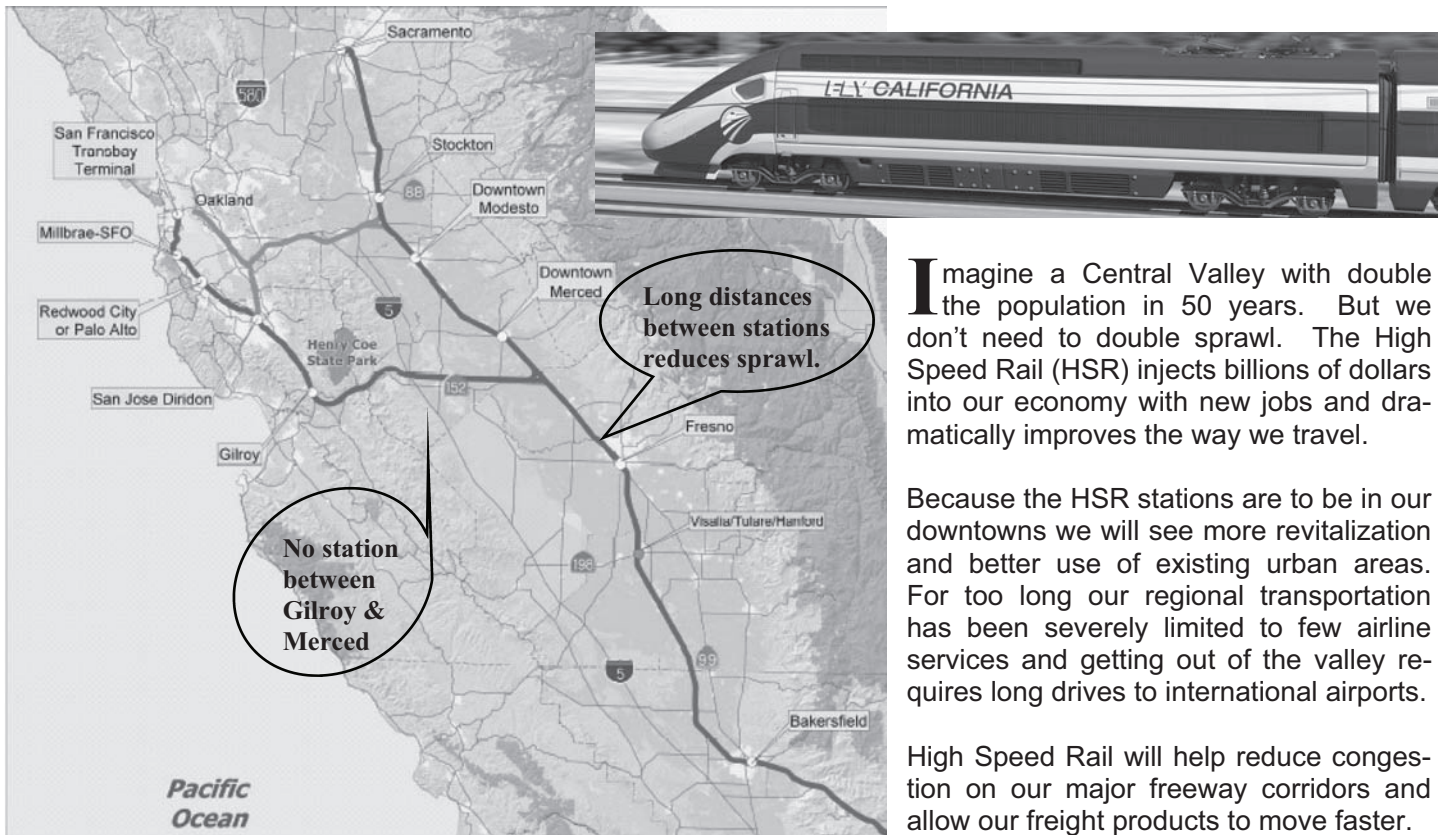 Sacramento
580
San Francisco
Transbay
Terminal
Stockton
88
Oakland
Downtown
Modesto
Millbrae-SFO
Downtown
Merced
5
Redwood City
or Palo Alto
Henry Coe
State Park
152
San Jose Diridon
Long distances
between stations
reduces sprawl.
Fresno
Gilroy
Visalia/Tulare/Hanford
No station
between
Gilroy &
Merced
198
99
5
Bakersfield
Pacific
Ocean
FLY CALIFORNIA
Imagine a Central Valley with double
the population in 50 years. But we
don't need to double sprawl. The High
Speed Rail (HSR) injects billions of dollars
into our economy with new jobs and dra-
matically improves the way we travel.
Because the HSR stations are to be in our
downtowns we will see more revitalization
and better use of existing urban areas.
For too long our regional transportation
has been severely limited to few airline
services and getting out of the valley re-
quires long drives to international airports.
High Speed Rail will help reduce conges-
tion on our major freeway corridors and
allow our freight products to move faster.